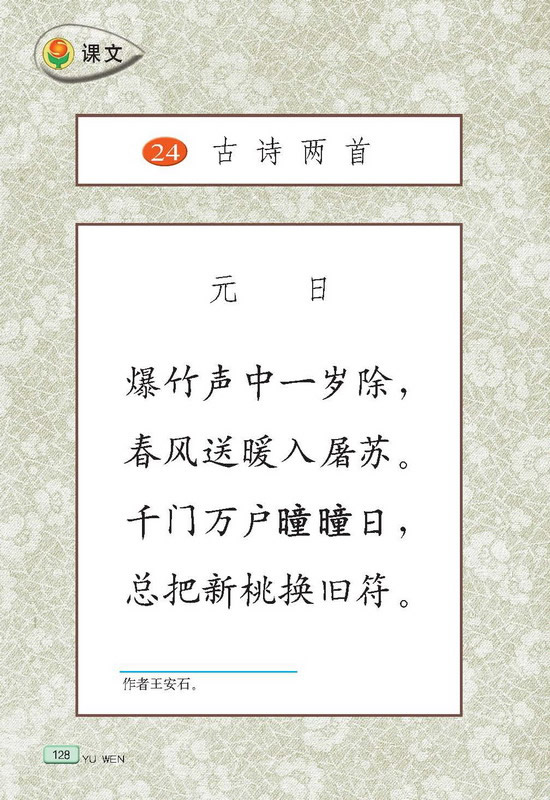 课文
24 古诗两首
元 日
爆竹声中一岁除，
春风送暖入屠苏。
千门万户瞳瞳日，
总把新桃换旧符。
作者王安石。
128 YU WEN